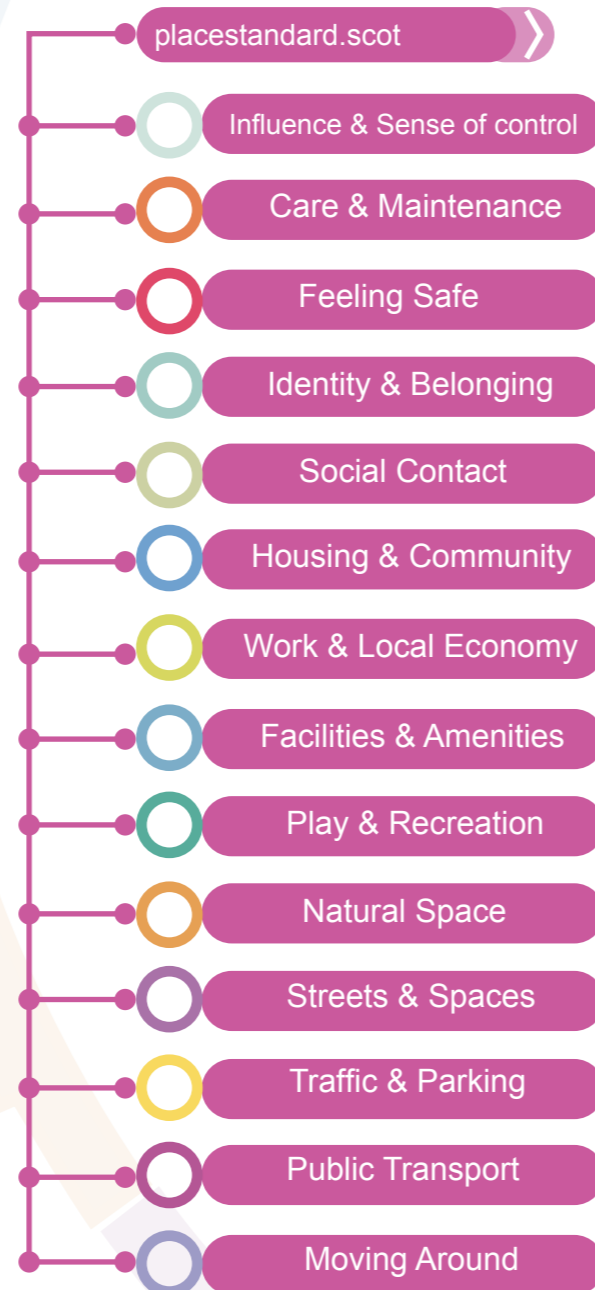 placestandard.scot
Influence & Sense of control
Care & Maintenance
Feeling Safe
Identity & Belonging
Social Contact
Housing & Community
Work & Local Economy
Facilities & Amenities
Play & Recreation
Natural Space
Streets & Spaces
Traffic & Parking
Public Transport
Moving Around